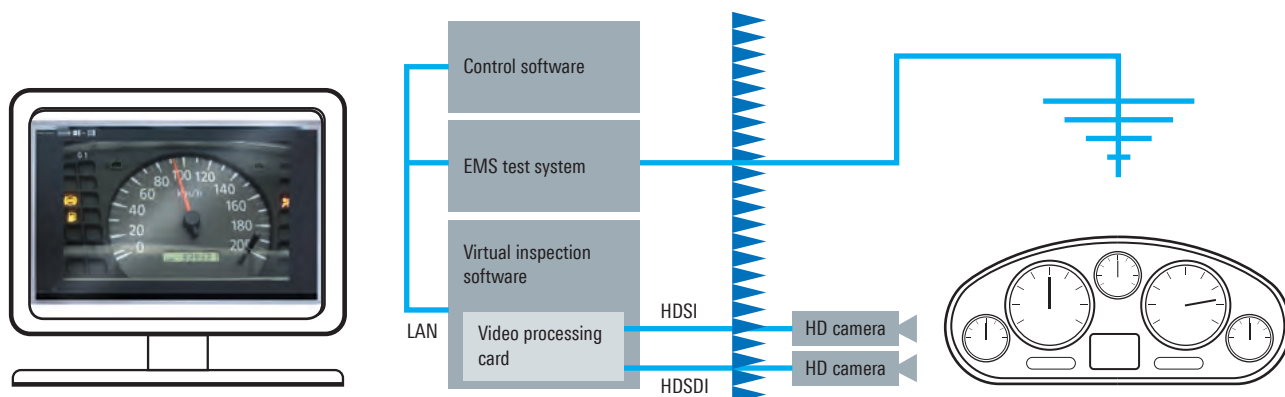 0
20
40
60
80
100
120
140
160
180
200
km/h
Control software
EMS test system
Virtual inspection
software
LAN
Video processing
card
HDSI
HDSDI
HD camera
HD camera